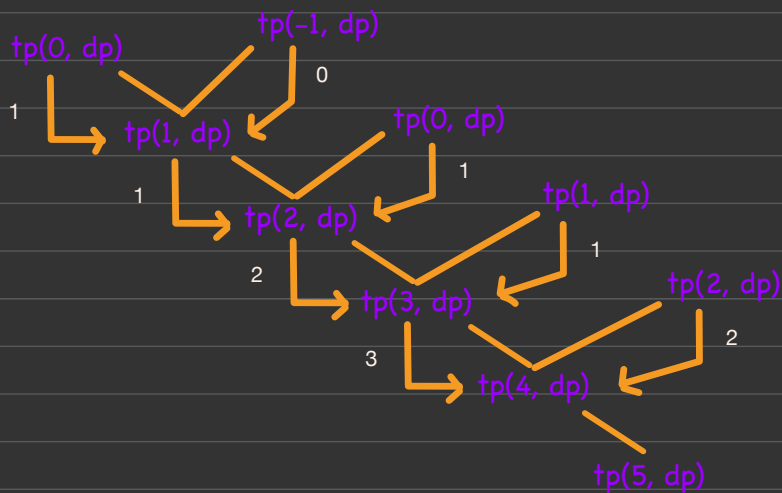 tp(-1, dp)
tp(0, dp)
0
1
tp(0, dp)
tp(1, dp)
1
1
tp(1, dp)
tp(2, dp)
1
2
tp(2, dp)
tp(3, dp)
2
3
tp(4, dp)
tp(5, dp)